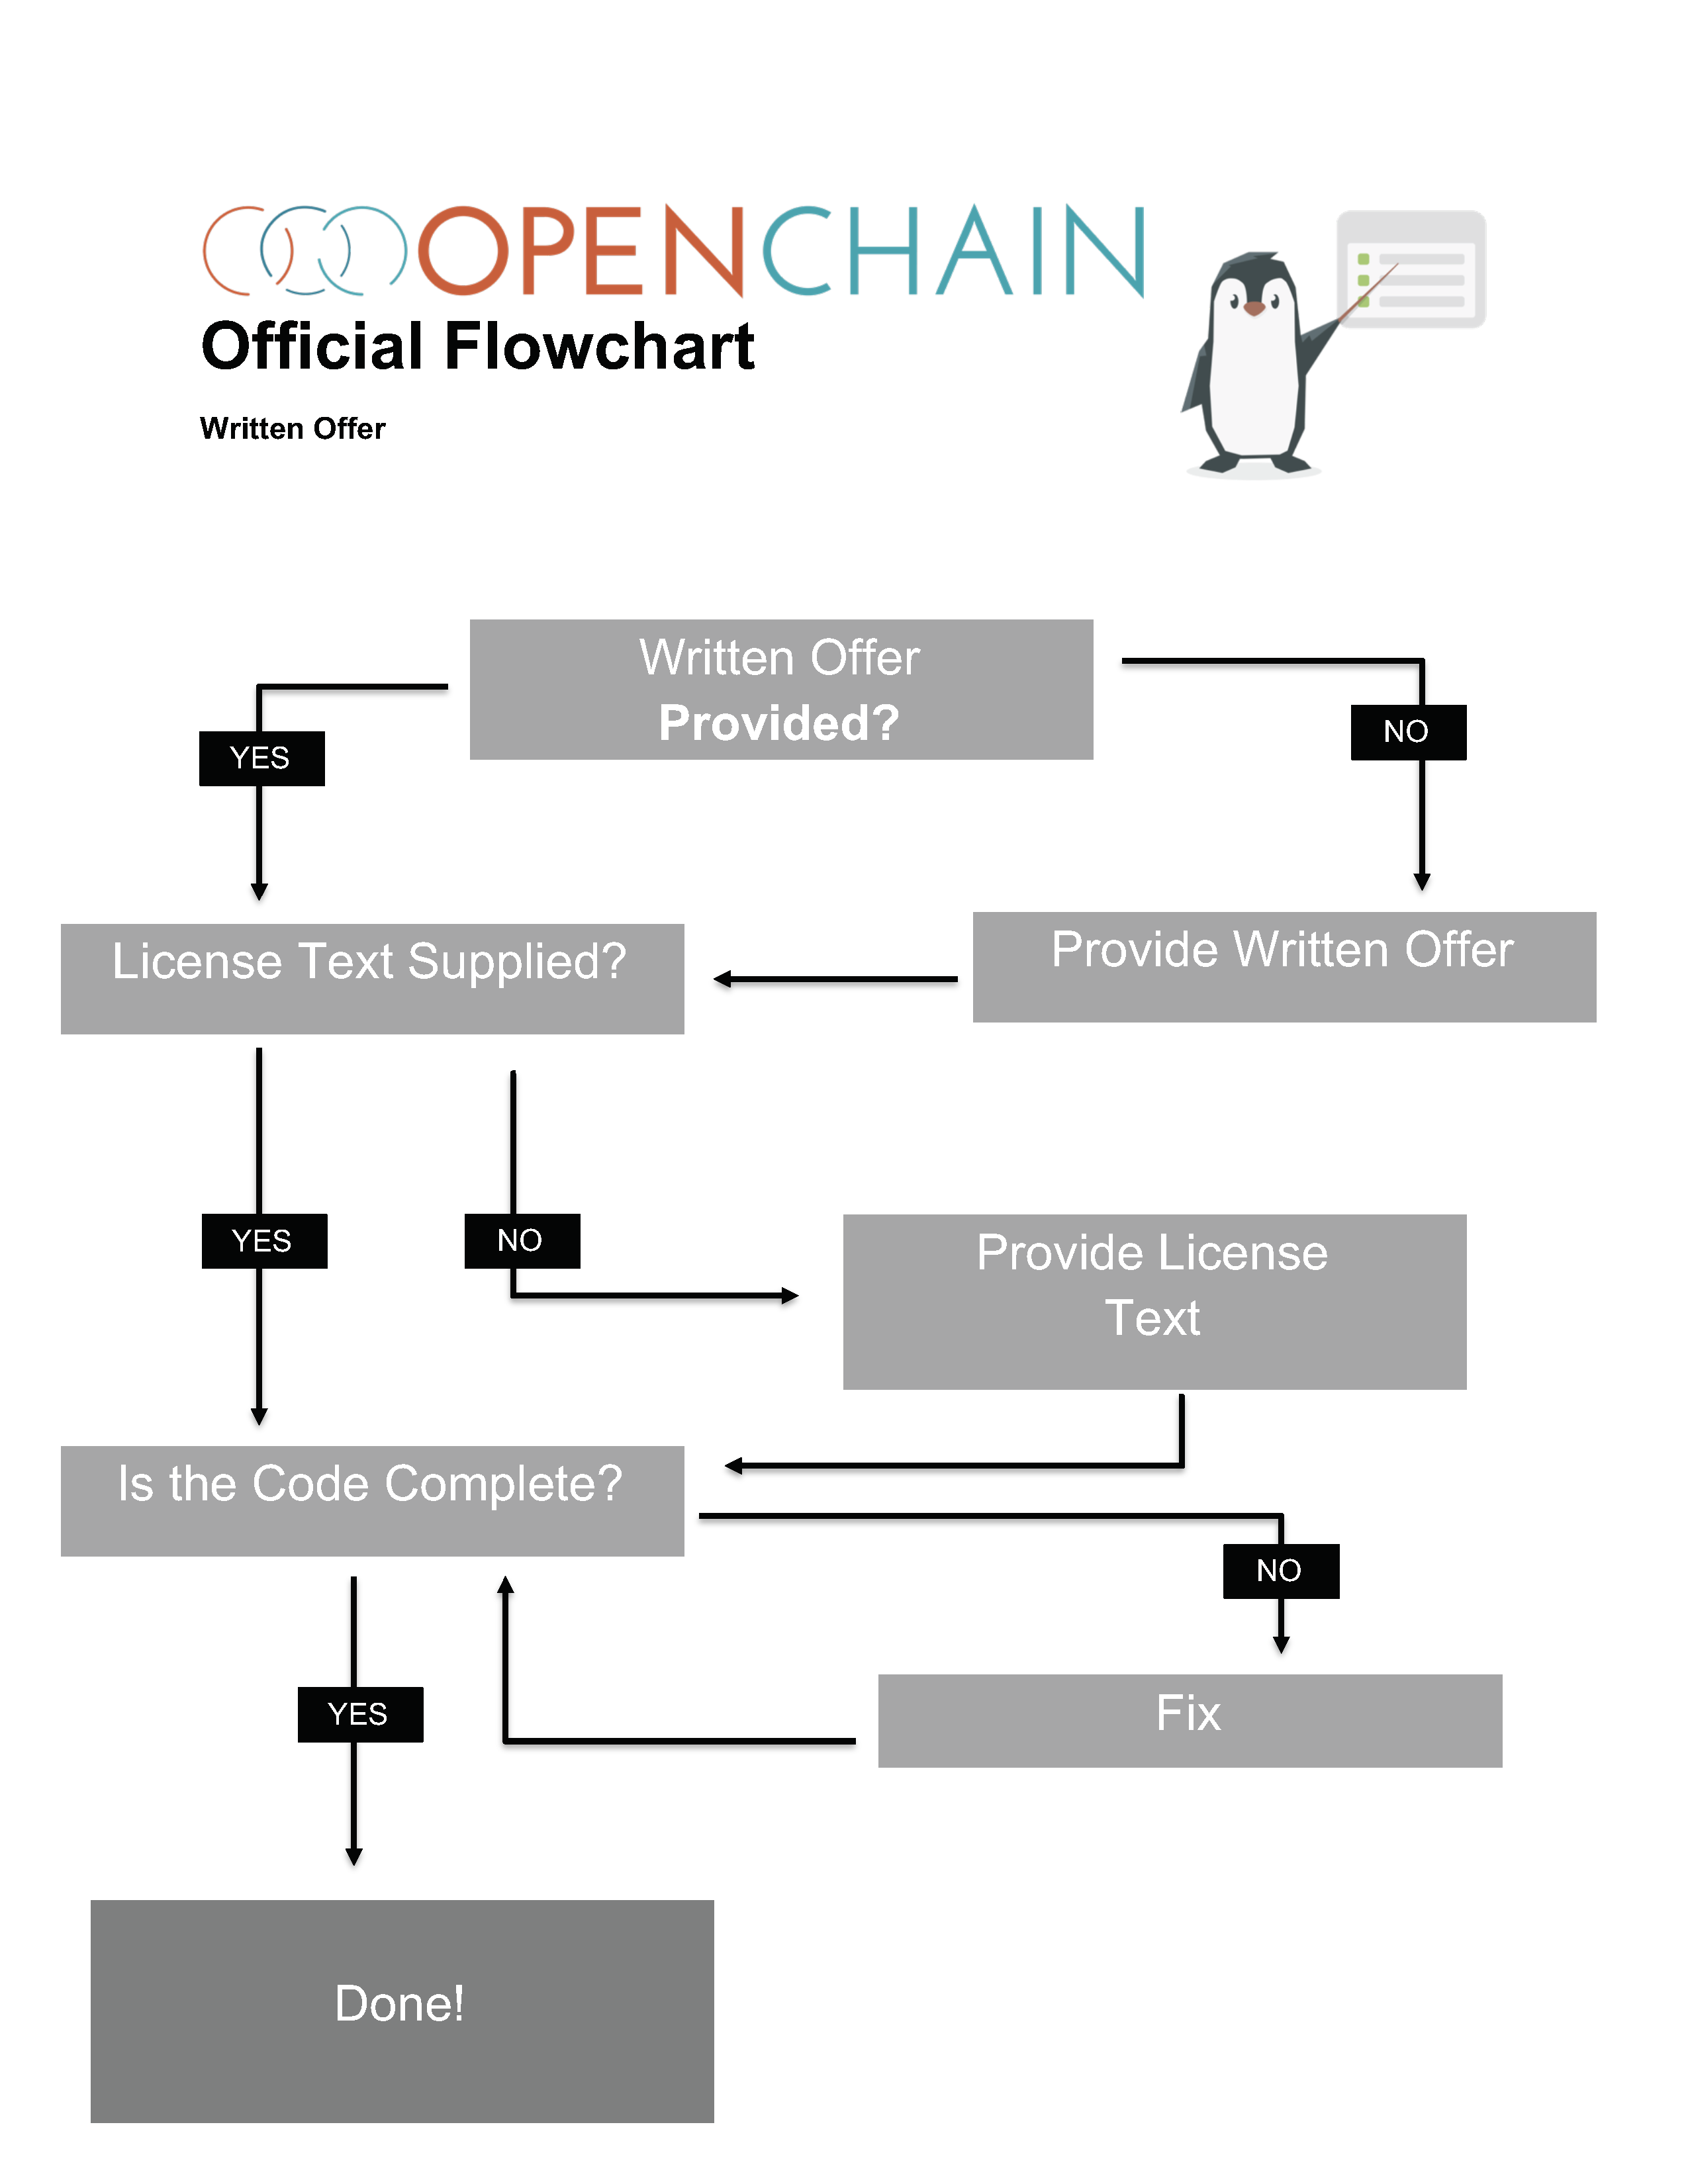 OPENCHAIN
Official Flowchart
Written Offer
Written Offer
Provided?
YES
NO
License Text Supplied?
Provide Written Offer
YES
NO
Provide License
Text
Is the Code Complete?
NO
YES
Fix
Done!